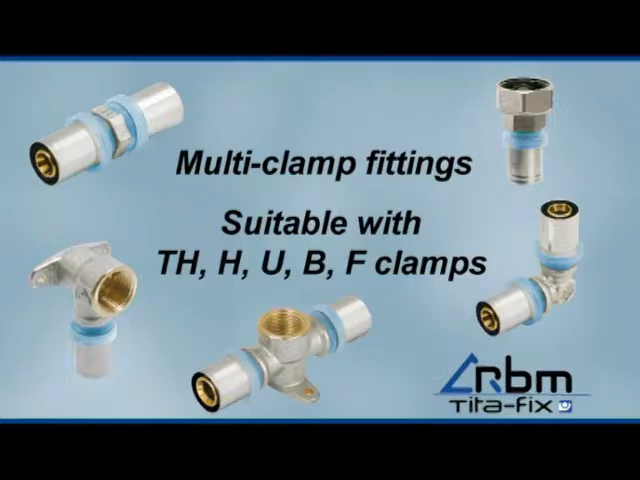 Multi-clamp fittings
Suitable with
TH, H, U, B, F clamps
rbm
Tita-fix